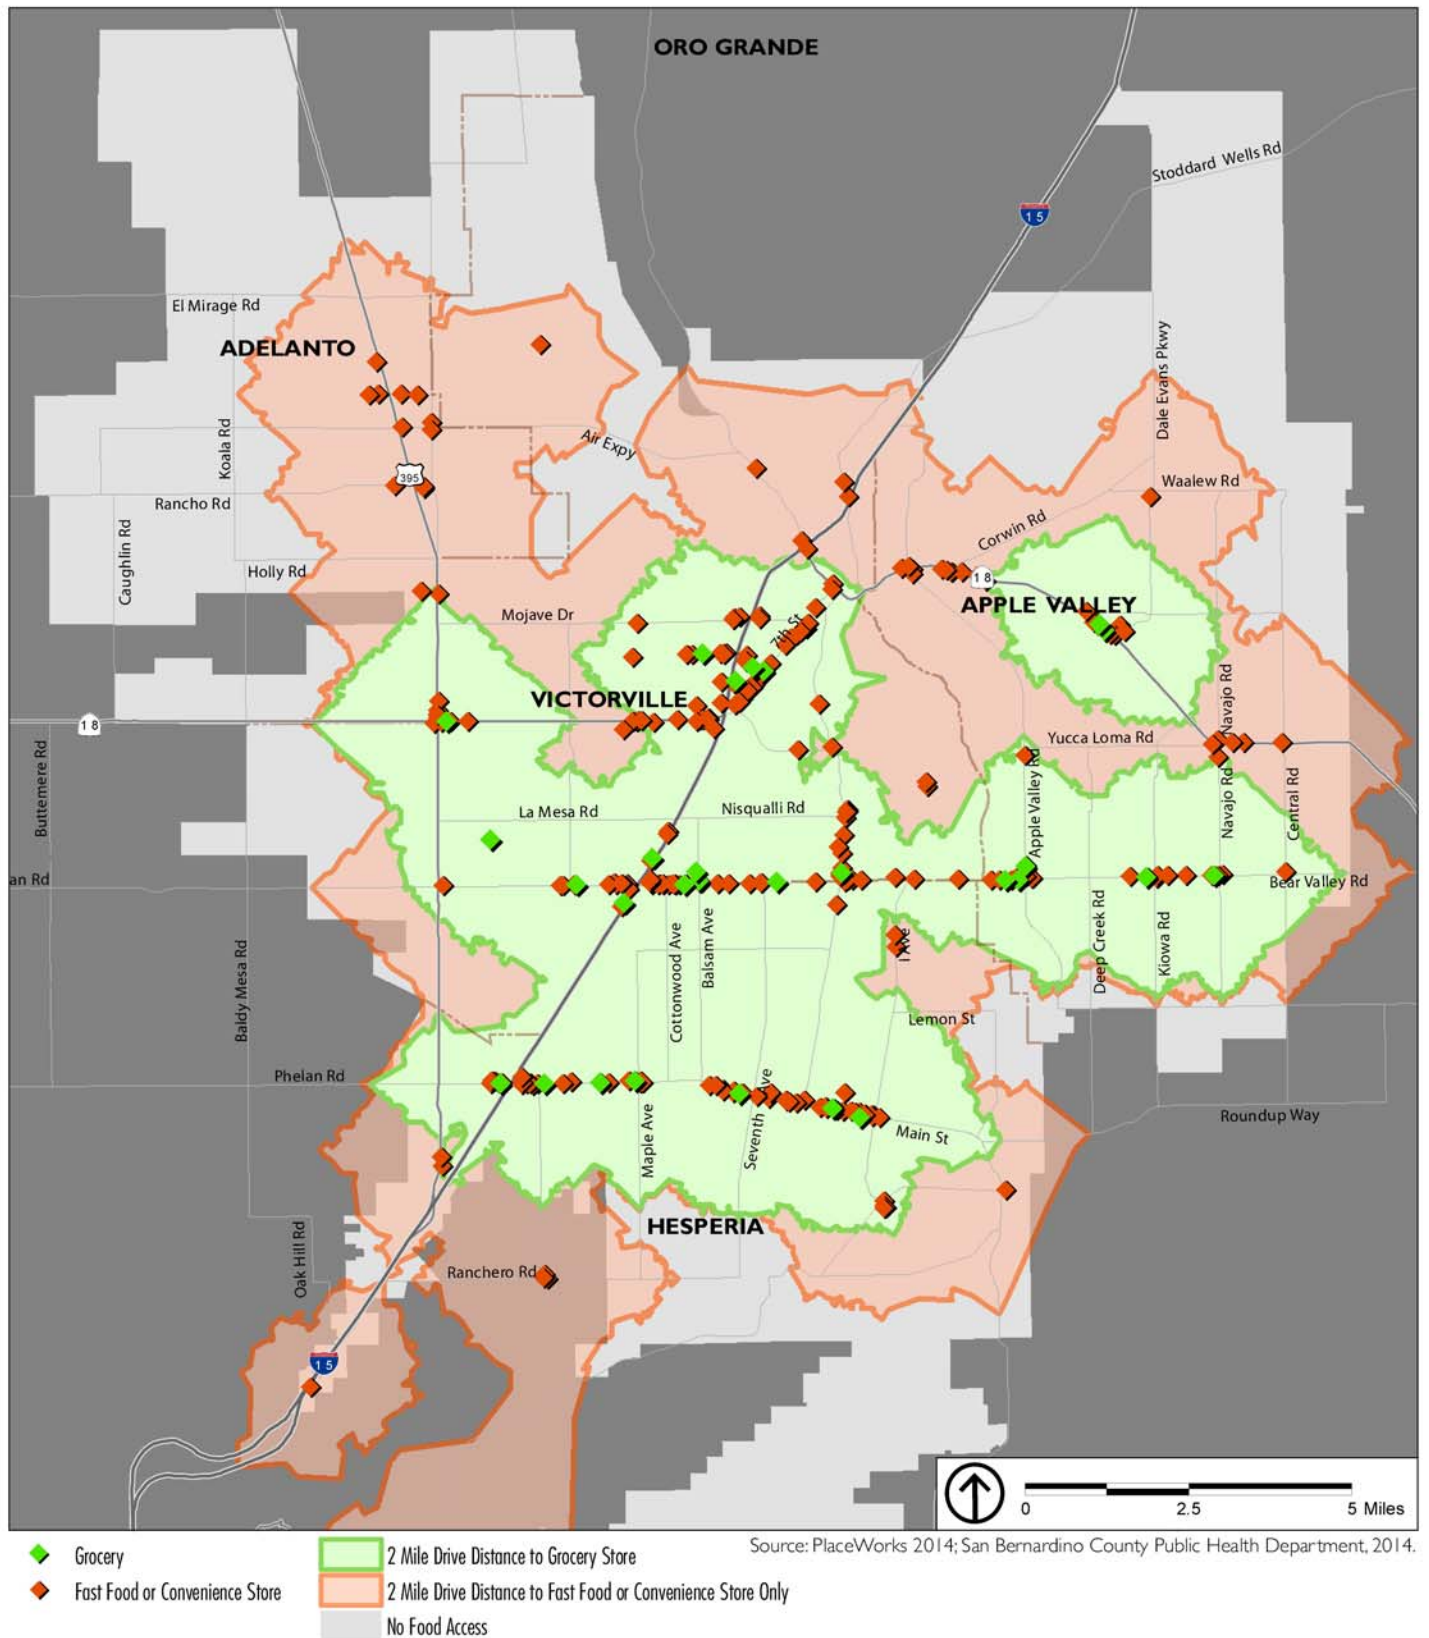 ORO GRANDE
Stoddard Wells Rd
15
El Mirage Rd
ADELANTO
Dale Evans Pkwy
Koala Rd
Air Expy
395
Waalew Rd
Rancho Rd
Corwin Rd
Caughlin Rd
Holly Rd
18
APPLE VALLEY
Mojave Dr
7th St
VICTORVILLE
Navajo Rd
18
Yucca Loma Rd
Buttemere Rd
Apple Valley Rd
Navajo Rd
Central Rd
La Mesa Rd
Nisqualli Rd
an Rd
Bear Valley Rd
Baldy Mesa Rd
Cottonwood Ave
Balsam Ave
I Ave
Deep Creek Rd
Kiowa Rd
Lemon St
Phelan Rd
Maple Ave
Seventh Ave
Main St
Roundup Way
HESPERIA
Oak Hill Rd
Ranchero Rd
15
0 2.5 5 Miles
Source: PlaceWorks 2014; San Bernardino County Public Health Department, 2014.
Grocery
Fast Food or Convenience Store
2 Mile Drive Distance to Grocery Store
2 Mile Drive Distance to Fast Food or Convenience Store Only
No Food Access